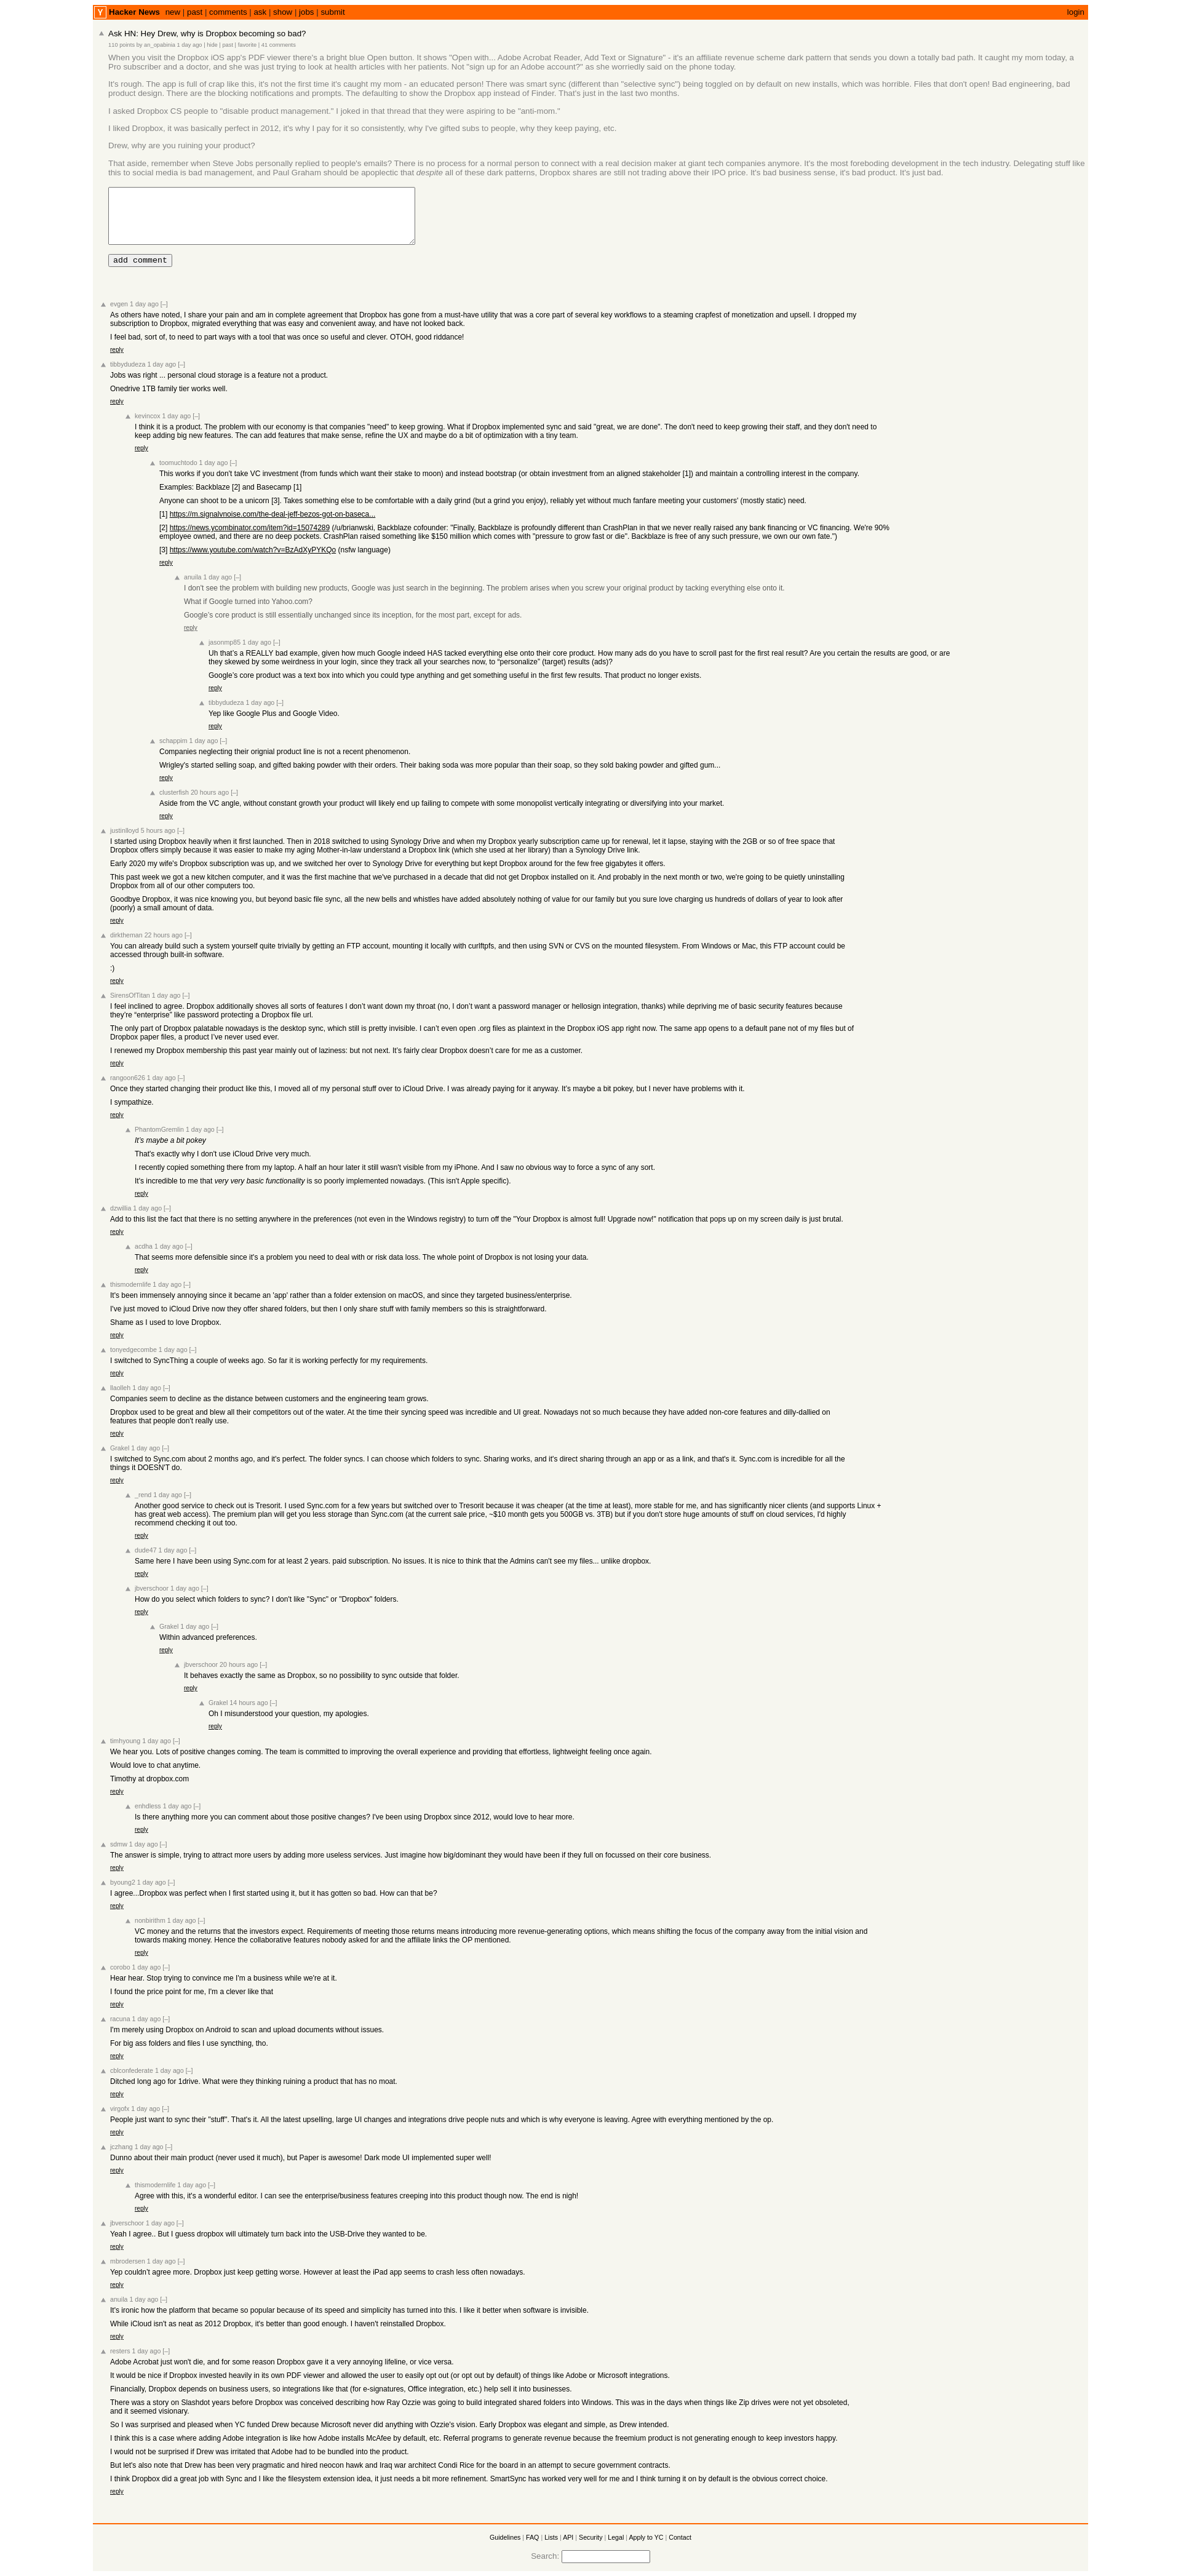 Y Hacker News new | past | comments | ask | show | jobs | submit login
Ask HN: Hey Drew, why is Dropbox becoming so bad?
110 points by an_opabinia 1 day ago | hide | past | favorite | 41 comments
When you visit the Dropbox iOS app's PDF viewer there's a bright blue Open button. It shows "Open with... Adobe Acrobat Reader, Add Text or Signature" - it's an affiliate revenue scheme dark pattern that sends you down a totally bad path. It caught my mom today, a
Pro subscriber and a doctor, and she was just trying to look at health articles with her patients. Not "sign up for an Adobe account?" as she worriedly said on the phone today.
It's rough. The app is full of crap like this, it's not the first time it's caught my mom - an educated person! There was smart sync (different than "selective sync") being toggled on by default on new installs, which was horrible. Files that don't open! Bad engineering, bad
product design. There are the blocking notifications and prompts. The defaulting to show the Dropbox app instead of Finder. That's just in the last two months.
I asked Dropbox CS people to "disable product management." I joked in that thread that they were aspiring to be "anti-mom."
I liked Dropbox, it was basically perfect in 2012, it's why I pay for it so consistently, why I've gifted subs to people, why they keep paying, etc.
Drew, why are you ruining your product?
That aside, remember when Steve Jobs personally replied to people's emails? There is no process for a normal person to connect with a real decision maker at giant tech companies anymore. It's the most foreboding development in the tech industry. Delegating stuff like
this to social media is bad management, and Paul Graham should be apoplectic that despite all of these dark patterns, Dropbox shares are still not trading above their IPO price. It's bad business sense, it's bad product. It's just bad.
add comment
evgen 1 day ago [–]
As others have noted, I share your pain and am in complete agreement that Dropbox has gone from a must-have utility that was a core part of several key workflows to a steaming crapfest of monetization and upsell. I dropped my
subscription to Dropbox, migrated everything that was easy and convenient away, and have not looked back.
I feel bad, sort of, to need to part ways with a tool that was once so useful and clever. OTOH, good riddance!
reply
tibbydudeza 1 day ago [–]
Jobs was right ... personal cloud storage is a feature not a product.
Onedrive 1TB family tier works well.
reply
kevincox 1 day ago [–]
I think it is a product. The problem with our economy is that companies "need" to keep growing. What if Dropbox implemented sync and said "great, we are done". The don't need to keep growing their staff, and they don't need to
keep adding big new features. The can add features that make sense, refine the UX and maybe do a bit of optimization with a tiny team.
reply
toomuchtodo 1 day ago [–]
This works if you don't take VC investment (from funds which want their stake to moon) and instead bootstrap (or obtain investment from an aligned stakeholder [1]) and maintain a controlling interest in the company.
Examples: Backblaze [2] and Basecamp [1]
Anyone can shoot to be a unicorn [3]. Takes something else to be comfortable with a daily grind (but a grind you enjoy), reliably yet without much fanfare meeting your customers' (mostly static) need.
[1] https://m.signalvnoise.com/the-deal-jeff-bezos-got-on-baseca...
[2] https://news.ycombinator.com/item?id=15074289 (/u/brianwski, Backblaze cofounder: "Finally, Backblaze is profoundly different than CrashPlan in that we never really raised any bank financing or VC financing. We're 90%
employee owned, and there are no deep pockets. CrashPlan raised something like $150 million which comes with "pressure to grow fast or die". Backblaze is free of any such pressure, we own our own fate.")
[3] https://www.youtube.com/watch?v=BzAdXyPYKQo (nsfw language)
reply
anuila 1 day ago [–]
I don't see the problem with building new products, Google was just search in the beginning. The problem arises when you screw your original product by tacking everything else onto it.
What if Google turned into Yahoo.com?
Google's core product is still essentially unchanged since its inception, for the most part, except for ads.
reply
jasonmp85 1 day ago [–]
Uh that's a REALLY bad example, given how much Google indeed HAS tacked everything else onto their core product. How many ads do you have to scroll past for the first real result? Are you certain the results are good, or are
they skewed by some weirdness in your login, since they track all your searches now, to "personalize" (target) results (ads)?
Google's core product was a text box into which you could type anything and get something useful in the first few results. That product no longer exists.
reply
tibbydudeza 1 day ago [–]
Yep like Google Plus and Google Video.
reply
schappim 1 day ago [–]
Companies neglecting their orignial product line is not a recent phenomenon.
Wrigley's started selling soap, and gifted baking powder with their orders. Their baking soda was more popular than their soap, so they sold baking powder and gifted gum...
reply
clusterfish 20 hours ago [–]
Aside from the VC angle, without constant growth your product will likely end up failing to compete with some monopolist vertically integrating or diversifying into your market.
reply
justinlloyd 5 hours ago [–]
I started using Dropbox heavily when it first launched. Then in 2018 switched to using Synology Drive and when my Dropbox yearly subscription came up for renewal, let it lapse, staying with the 2GB or so of free space that
Dropbox offers simply because it was easier to make my aging Mother-in-law understand a Dropbox link (which she used at her library) than a Synology Drive link.
Early 2020 my wife's Dropbox subscription was up, and we switched her over to Synology Drive for everything but kept Dropbox around for the few free gigabytes it offers.
This past week we got a new kitchen computer, and it was the first machine that we've purchased in a decade that did not get Dropbox installed on it. And probably in the next month or two, we're going to be quietly uninstalling
Dropbox from all of our other computers too.
Goodbye Dropbox, it was nice knowing you, but beyond basic file sync, all the new bells and whistles have added absolutely nothing of value for our family but you sure love charging us hundreds of dollars of year to look after
(poorly) a small amount of data.
reply
dirktheman 22 hours ago [–]
You can already build such a system yourself quite trivially by getting an FTP account, mounting it locally with curlftpfs, and then using SVN or CVS on the mounted filesystem. From Windows or Mac, this FTP account could be
accessed through built-in software.
:)
reply
SirensOfTitan 1 day ago [–]
I feel inclined to agree. Dropbox additionally shoves all sorts of features I don't want down my throat (no, I don't want a password manager or hellosign integration, thanks) while depriving me of basic security features because
they're "enterprise" like password protecting a Dropbox file url.
The only part of Dropbox palatable nowadays is the desktop sync, which still is pretty invisible. I can't even open .org files as plaintext in the Dropbox iOS app right now. The same app opens to a default pane not of my files but of
Dropbox paper files, a product I've never used ever.
I renewed my Dropbox membership this past year mainly out of laziness: but not next. It's fairly clear Dropbox doesn't care for me as a customer.
reply
rangoon626 1 day ago [–]
Once they started changing their product like this, I moved all of my personal stuff over to iCloud Drive. I was already paying for it anyway. It's maybe a bit pokey, but I never have problems with it.
I sympathize.
reply
PhantomGremlin 1 day ago [–]
It's maybe a bit pokey
That's exactly why I don't use iCloud Drive very much.
I recently copied something there from my laptop. A half an hour later it still wasn't visible from my iPhone. And I saw no obvious way to force a sync of any sort.
It's incredible to me that very very basic functionality is so poorly implemented nowadays. (This isn't Apple specific).
reply
dzwillia 1 day ago [–]
Add to this list the fact that there is no setting anywhere in the preferences (not even in the Windows registry) to turn off the "Your Dropbox is almost full! Upgrade now!" notification that pops up on my screen daily is just brutal.
reply
acdha 1 day ago [–]
That seems more defensible since it's a problem you need to deal with or risk data loss. The whole point of Dropbox is not losing your data.
reply
thismodernlife 1 day ago [–]
It's been immensely annoying since it became an 'app' rather than a folder extension on macOS, and since they targeted business/enterprise.
I've just moved to iCloud Drive now they offer shared folders, but then I only share stuff with family members so this is straightforward.
Shame as I used to love Dropbox.
reply
tonyedgecombe 1 day ago [–]
I switched to SyncThing a couple of weeks ago. So far it is working perfectly for my requirements.
reply
llaolleh 1 day ago [–]
Companies seem to decline as the distance between customers and the engineering team grows.
Dropbox used to be great and blew all their competitors out of the water. At the time their syncing speed was incredible and UI great. Nowadays not so much because they have added non-core features and dilly-dallied on
features that people don't really use.
reply
Grakel 1 day ago [–]
I switched to Sync.com about 2 months ago, and it's perfect. The folder syncs. I can choose which folders to sync. Sharing works, and it's direct sharing through an app or as a link, and that's it. Sync.com is incredible for all the
things it DOESN'T do.
reply
_rend 1 day ago [–]
Another good service to check out is Tresorit. I used Sync.com for a few years but switched over to Tresorit because it was cheaper (at the time at least), more stable for me, and has significantly nicer clients (and supports Linux +
has great web access). The premium plan will get you less storage than Sync.com (at the current sale price, ~$10 month gets you 500GB vs. 3TB) but if you don't store huge amounts of stuff on cloud services, I'd highly
recommend checking it out too.
reply
dude47 1 day ago [–]
Same here I have been using Sync.com for at least 2 years. paid subscription. No issues. It is nice to think that the Admins can't see my files... unlike dropbox.
reply
jbverschoor 1 day ago [–]
How do you select which folders to sync? I don't like "Sync" or "Dropbox" folders.
reply
Grakel 1 day ago [–]
Within advanced preferences.
reply
jbverschoor 20 hours ago [–]
It behaves exactly the same as Dropbox, so no possibility to sync outside that folder.
reply
Grakel 14 hours ago [–]
Oh I misunderstood your question, my apologies.
reply
timhyoung 1 day ago [–]
We hear you. Lots of positive changes coming. The team is committed to improving the overall experience and providing that effortless, lightweight feeling once again.
Would love to chat anytime.
Timothy at dropbox.com
reply
enhdless 1 day ago [–]
Is there anything more you can comment about those positive changes? I've been using Dropbox since 2012, would love to hear more.
reply
sdmw 1 day ago [–]
The answer is simple, trying to attract more users by adding more useless services. Just imagine how big/dominant they would have been if they full on focussed on their core business.
reply
byoung2 1 day ago [–]
I agree...Dropbox was perfect when I first started using it, but it has gotten so bad. How can that be?
reply
nonbirithm 1 day ago [–]
VC money and the returns that the investors expect. Requirements of meeting those returns means introducing more revenue-generating options, which means shifting the focus of the company away from the initial vision and
towards making money. Hence the collaborative features nobody asked for and the affiliate links the OP mentioned.
reply
corobo 1 day ago [–]
Hear hear. Stop trying to convince me I'm a business while we're at it.
I found the price point for me, I'm a clever like that
reply
racuna 1 day ago [–]
I'm merely using Dropbox on Android to scan and upload documents without issues.
For big ass folders and files I use syncthing, tho.
reply
cblconfederate 1 day ago [–]
Ditched long ago for 1drive. What were they thinking ruining a product that has no moat.
reply
virgofx 1 day ago [–]
People just want to sync their "stuff". That's it. All the latest upselling, large UI changes and integrations drive people nuts and which is why everyone is leaving. Agree with everything mentioned by the op.
reply
jczhang 1 day ago [–]
Dunno about their main product (never used it much), but Paper is awesome! Dark mode UI implemented super well!
reply
thismodernlife 1 day ago [–]
Agree with this, it's a wonderful editor. I can see the enterprise/business features creeping into this product though now. The end is nigh!
reply
jbverschoor 1 day ago [–]
Yeah I agree.. But I guess dropbox will ultimately turn back into the USB-Drive they wanted to be.
reply
mbrodersen 1 day ago [–]
Yep couldn't agree more. Dropbox just keep getting worse. However at least the iPad app seems to crash less often nowadays.
reply
anuila 1 day ago [–]
It's ironic how the platform that became so popular because of its speed and simplicity has turned into this. I like it better when software is invisible.
While iCloud isn't as neat as 2012 Dropbox, it's better than good enough. I haven't reinstalled Dropbox.
reply
resters 1 day ago [–]
Adobe Acrobat just won't die, and for some reason Dropbox gave it a very annoying lifeline, or vice versa.
It would be nice if Dropbox invested heavily in its own PDF viewer and allowed the user to easily opt out (or opt out by default) of things like Adobe or Microsoft integrations.
Financially, Dropbox depends on business users, so integrations like that (for e-signatures, Office integration, etc.) help sell it into businesses.
There was a story on Slashdot years before Dropbox was conceived describing how Ray Ozzie was going to build integrated shared folders into Windows. This was in the days when things like Zip drives were not yet obsoleted,
and it seemed visionary.
So I was surprised and pleased when YC funded Drew because Microsoft never did anything with Ozzie's vision. Early Dropbox was elegant and simple, as Drew intended.
I think this is a case where adding Adobe integration is like how Adobe installs McAfee by default, etc. Referral programs to generate revenue because the freemium product is not generating enough to keep investors happy.
I would not be surprised if Drew was irritated that Adobe had to be bundled into the product.
But let's also note that Drew has been very pragmatic and hired neocon hawk and Iraq war architect Condi Rice for the board in an attempt to secure government contracts.
I think Dropbox did a great job with Sync and I like the filesystem extension idea, it just needs a bit more refinement. SmartSync has worked very well for me and I think turning it on by default is the obvious correct choice.
reply
Guidelines | FAQ | Lists | API | Security | Legal | Apply to YC | Contact
Search: